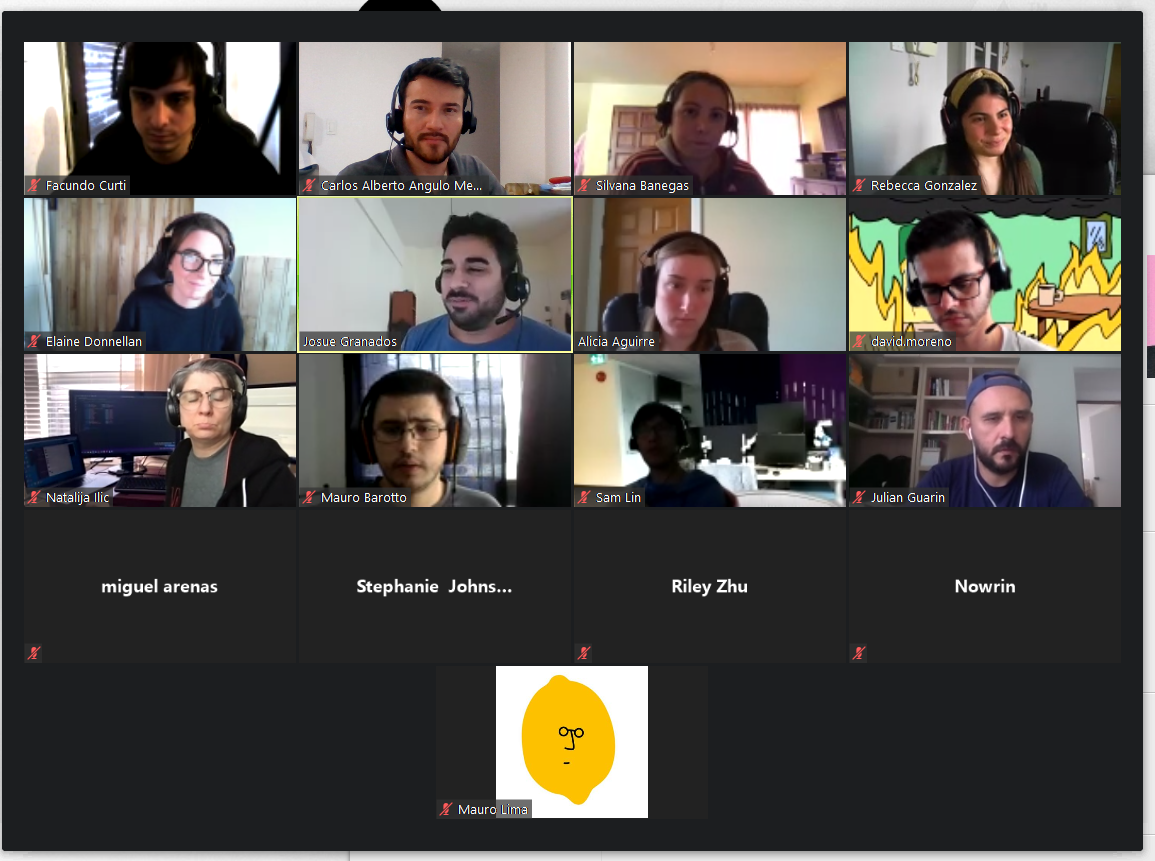 Facundo Curti
Carlos Alberto Angulo Me...
Silvana Banegas
Rebecca Gonzalez
Elaine Donnellan
Josue Granados
Alicia Aguirre
david.moreno
Natalija Ilic
Mauro Barotto
Sam Lin
Julian Guarin
miguel arenas
Stephanie Johns...
Riley Zhu
Nowrin
Mauro Lima